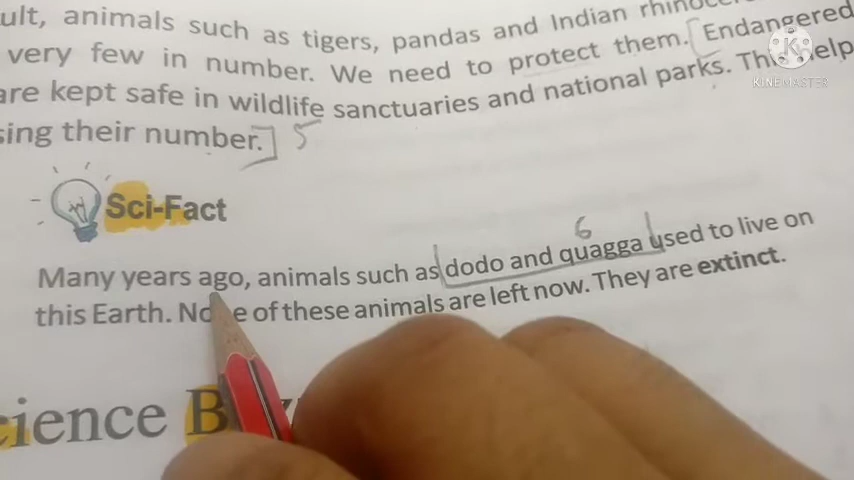 ult, animals such as tigers, pandas and Indian
very few in number. We need to protect them. Endangered
are kept safe in wildlife sanctuaries and national parks.
sing their number. 5
KINEMASTER
Sci-Fact
6
Many years ago, animals such as dodo and quagga used to live on
this Earth. None of these animals are left now. They are extinct.
cience B